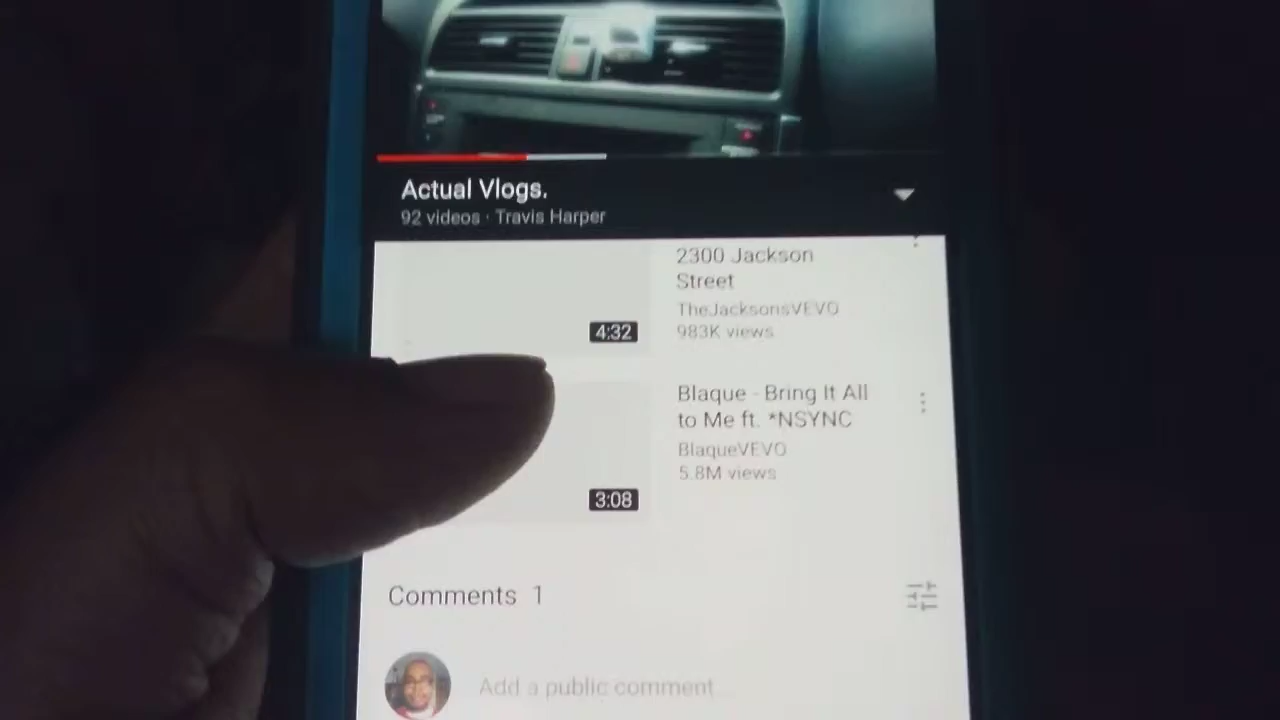 Actual Vlogs.
92 videos · Travis Harper
2300 Jackson
Street
TheJacksonsVEVO
983K views
4:32
Blaque - Bring It All
to Me ft. *NSYNC
BlaqueVEVO
5.8M views
3:08
Comments 1
Add a public comment...